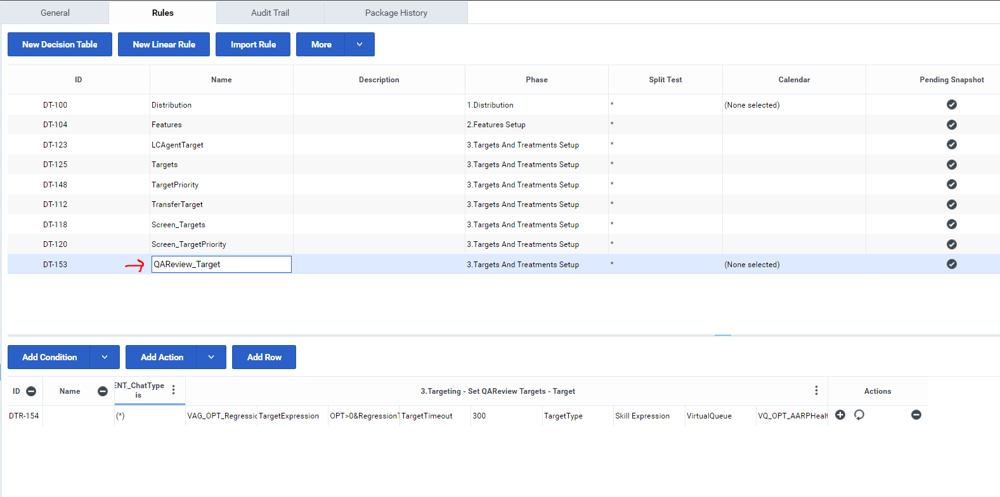 General Rules Audit Trail Package History
New Decision Table New Linear Rule Import Rule More
ID Name Description Phase Split Test Calendar Pending Snapshot
DT-100 Distribution 1.Distribution * (None selected)
DT-104 Features 2.Features Setup *
DT-123 LCAgentTarget 3.Targets And Treatments Setup *
DT-125 Targets 3.Targets And Treatments Setup *
DT-148 TargetPriority 3.Targets And Treatments Setup *
DT-112 TransferTarget 3.Targets And Treatments Setup *
DT-118 Screen_Targets 3.Targets And Treatments Setup *
DT-120 Screen_TargetPriority 3.Targets And Treatments Setup *
DT-153 QAReview_Target 3.Targets And Treatments Setup * (None selected)
Add Condition Add Action Add Row
ID Name ENT_ChatType is 3.Targeting - Set QAReview Targets - Target Actions
DTR-154 (*) VAG_OPT_Regressic TargetExpression OPT>0&Regression TargetTimeout 300 TargetType Skill Expression VirtualQueue VQ_OPT_AARPHealt